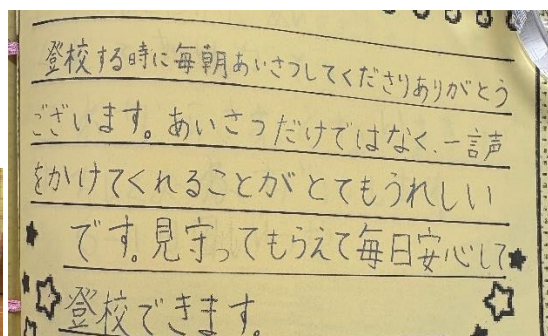 登校する時に毎朝あいさつしてくださりありがとう
ございます。あいさつだけではなく、一言声
をかけてくれることがとてもうれしい
です。見守ってもらえて毎日安心して
登校できます。